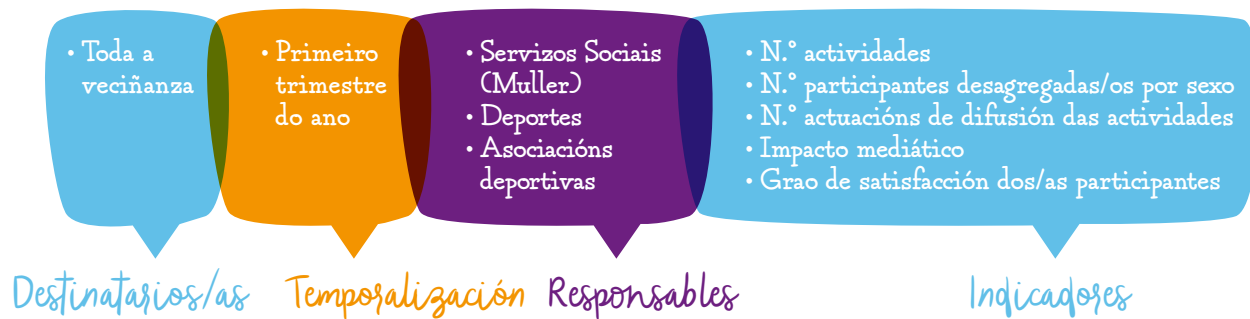 • Toda a
veciñanza
• Primeiro
trimestre
do ano
• Servizos Sociais
(Muller)
• Deportes
• Asociacións
deportivas
• N.º actividades
• N.º participantes desagregadas/os por sexo
• N.º actuacións de difusión das actividades
• Impacto mediático
• Grao de satisfacción dos/as participantes
Destinatarios/as
Temporalización
Responsables
Indicadores